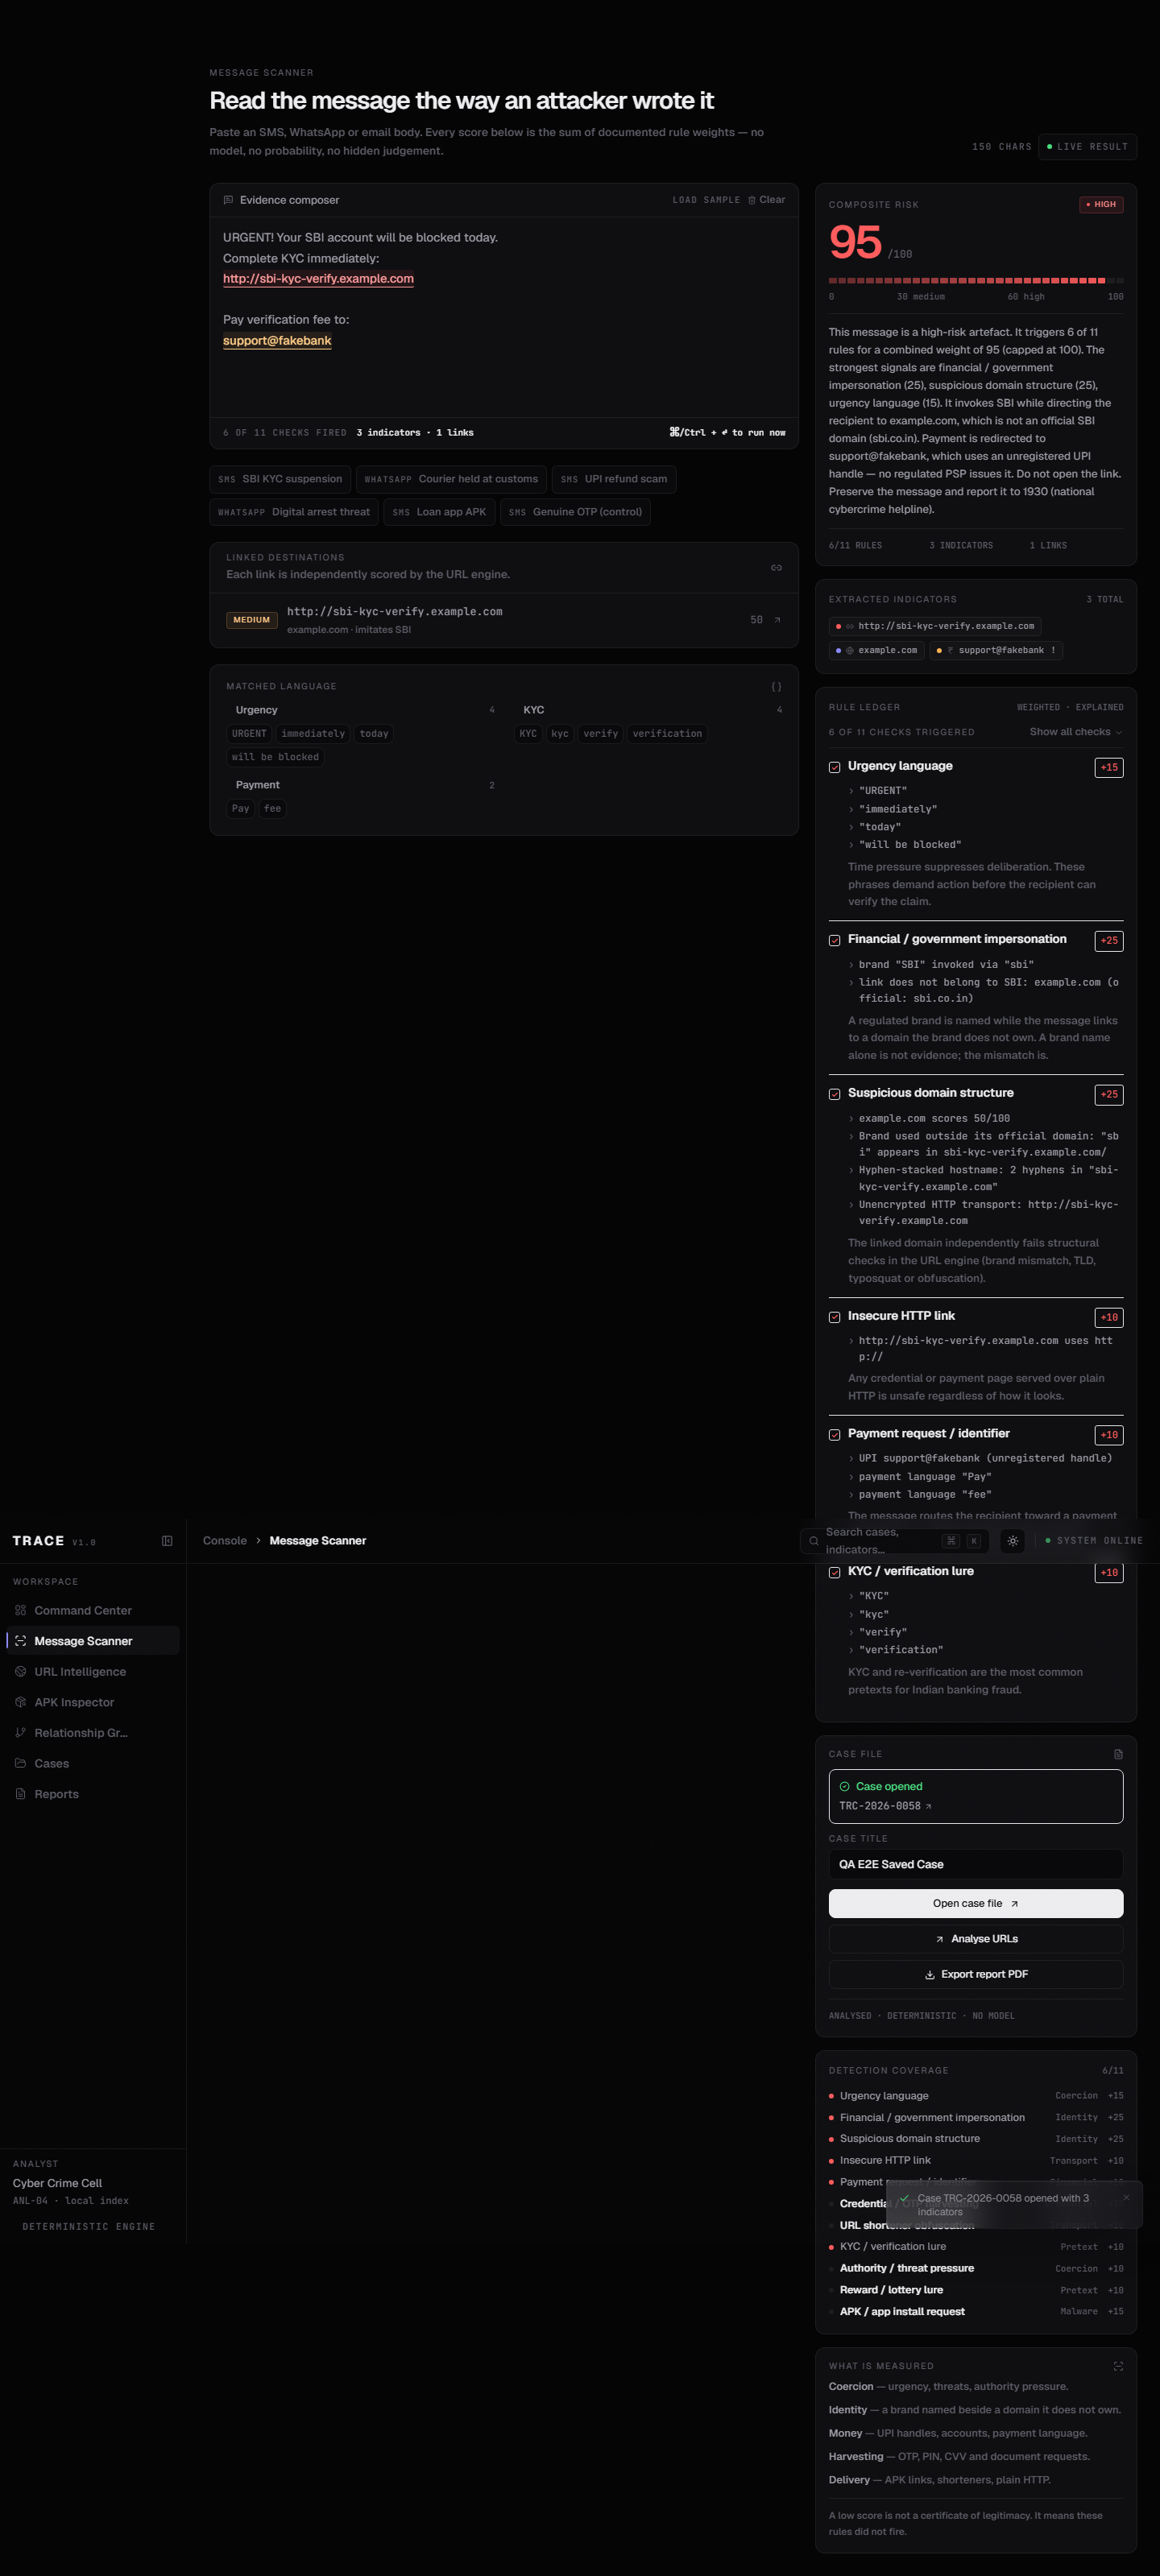 MESSAGE SCANNER
Read the message the way an attacker wrote it
Paste an SMS, WhatsApp or email body. Every score below is the sum of documented rule weights — no
model, no probability, no hidden judgement.
150 CHARS
LIVE RESULT
Evidence composer
LOAD SAMPLE
Clear
URGENT! Your SBI account will be blocked today.
Complete KYC immediately:
http://sbi-kyc-verify.example.com
Pay verification fee to:
support@fakebank
6 OF 11 CHECKS FIRED 3 indicators · 1 links
⌘/Ctrl + ⏎ to run now
SMS SBI KYC suspension
WHATSAPP Courier held at customs
SMS UPI refund scam
WHATSAPP Digital arrest threat
SMS Loan app APK
SMS Genuine OTP (control)
LINKED DESTINATIONS
Each link is independently scored by the URL engine.
MEDIUM
http://sbi-kyc-verify.example.com
example.com · imitates SBI
50
MATCHED LANGUAGE
{}
Urgency 4
URGENT immediately today
will be blocked
KYC 4
KYC kyc verify verification
Payment 2
Pay fee
COMPOSITE RISK
HIGH
95 /100
0 30 medium 60 high 100
This message is a high-risk artefact. It triggers 6 of 11
rules for a combined weight of 95 (capped at 100). The
strongest signals are financial / government
impersonation (25), suspicious domain structure (25),
urgency language (15). It invokes SBI while directing the
recipient to example.com, which is not an official SBI
domain (sbi.co.in). Payment is redirected to
support@fakebank, which uses an unregistered UPI
handle — no regulated PSP issues it. Do not open the link.
Preserve the message and report it to 1930 (national
cybercrime helpline).
6/11 RULES 3 INDICATORS 1 LINKS
EXTRACTED INDICATORS 3 TOTAL
http://sbi-kyc-verify.example.com
example.com
₹ support@fakebank !
RULE LEDGER WEIGHTED · EXPLAINED
6 OF 11 CHECKS TRIGGERED Show all checks
Urgency language +15
› "URGENT"
› "immediately"
› "today"
› "will be blocked"
Time pressure suppresses deliberation. These
phrases demand action before the recipient can
verify the claim.
Financial / government impersonation +25
› brand "SBI" invoked via "sbi"
› link does not belong to SBI: example.com (o
fficial: sbi.co.in)
A regulated brand is named while the message links
to a domain the brand does not own. A brand name
alone is not evidence; the mismatch is.
Suspicious domain structure +25
› example.com scores 50/100
› Brand used outside its official domain: "sb
i" appears in sbi-kyc-verify.example.com/
› Hyphen-stacked hostname: 2 hyphens in "sbi-
kyc-verify.example.com"
› Unencrypted HTTP transport: http://sbi-kyc-
verify.example.com
The linked domain independently fails structural
checks in the URL engine (brand mismatch, TLD,
typosquat or obfuscation).
Insecure HTTP link +10
› http://sbi-kyc-verify.example.com uses htt
p://
Any credential or payment page served over plain
HTTP is unsafe regardless of how it looks.
Payment request / identifier +10
› UPI support@fakebank (unregistered handle)
› payment language "Pay"
› payment language "fee"
The message routes the recipient toward a payment
TRACE V1.0
Console › Message Scanner
Search cases,
indicators...
⌘ K
SYSTEM ONLINE
KYC / verification lure +10
› "KYC"
› "kyc"
› "verify"
› "verification"
KYC and re-verification are the most common
pretexts for Indian banking fraud.
WORKSPACE
Command Center
Message Scanner
URL Intelligence
APK Inspector
Relationship Gr...
Cases
Reports
CASE FILE
Case opened
TRC-2026-0058
CASE TITLE
QA E2E Saved Case
Open case file
Analyse URLs
Export report PDF
ANALYSED · DETERMINISTIC · NO MODEL
DETECTION COVERAGE 6/11
Urgency language Coercion +15
Financial / government impersonation Identity +25
Suspicious domain structure Identity +25
Insecure HTTP link Transport +10
Payment request / identifier
Credential / OTP harvesting
URL shortener obfuscation
KYC / verification lure Pretext +10
Authority / threat pressure Coercion +10
Reward / lottery lure Pretext +10
APK / app install request Malware +15
Case TRC-2026-0058 opened with 3
indicators
ANALYST
Cyber Crime Cell
ANL-04 · local index
DETERMINISTIC ENGINE
WHAT IS MEASURED
Coercion — urgency, threats, authority pressure.
Identity — a brand named beside a domain it does not own.
Money — UPI handles, accounts, payment language.
Harvesting — OTP, PIN, CVV and document requests.
Delivery — APK links, shorteners, plain HTTP.
A low score is not a certificate of legitimacy. It means these
rules did not fire.